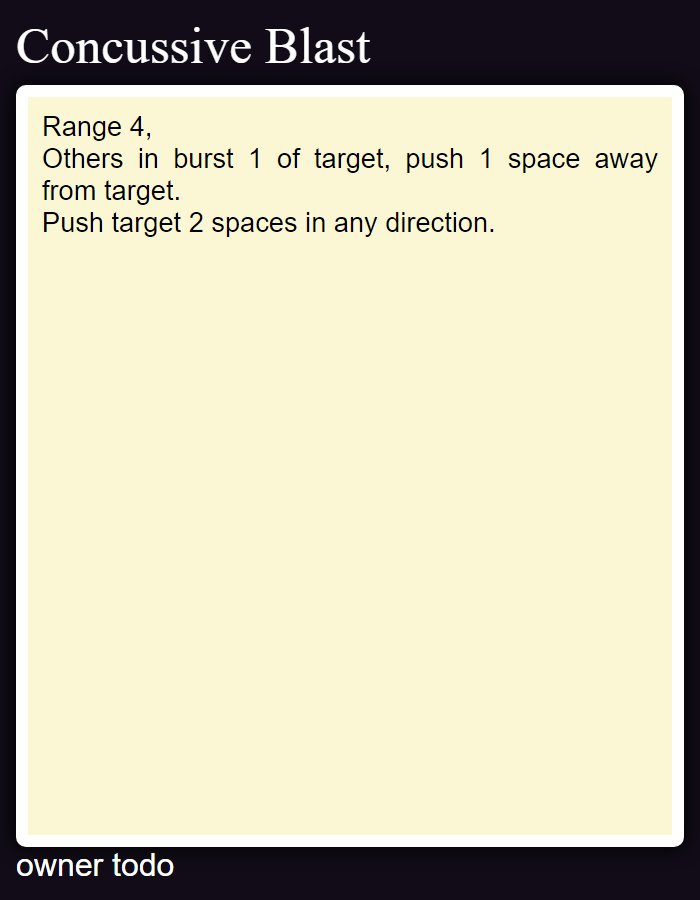 Concussive Blast
Range 4,
Others in burst 1 of target, push 1 space away
from target.
Push target 2 spaces in any direction.
owner todo